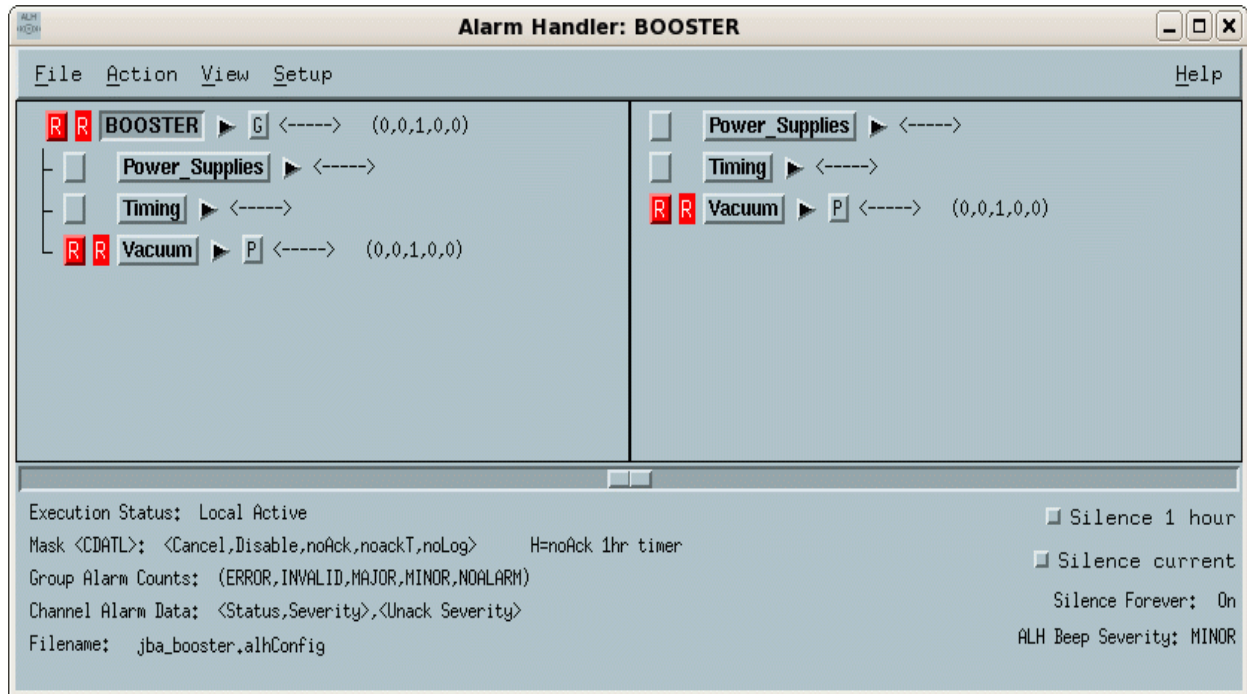 ALH
Alarm Handler: BOOSTER
File Action View Setup Help
R R BOOSTER G <-----> (0,0,1,0,0)
Power_Supplies <----->
Timing <----->
R R Vacuum P <-----> (0,0,1,0,0)
Power_Supplies <----->
Timing <----->
R R Vacuum P <-----> (0,0,1,0,0)
Execution Status: Local Active
Mask <CDATL>: <Cancel,Disable,noAck,noackT,noLog> H=noAck 1hr timer
Group Alarm Counts: (ERROR,INVALID,MAJOR,MINOR,NOALARM)
Channel Alarm Data: <Status,Severity>,<Unack Severity>
Filename: jba_booster.alhConfig
Silence 1 hour
Silence current
Silence Forever: On
ALH Beep Severity: MINOR